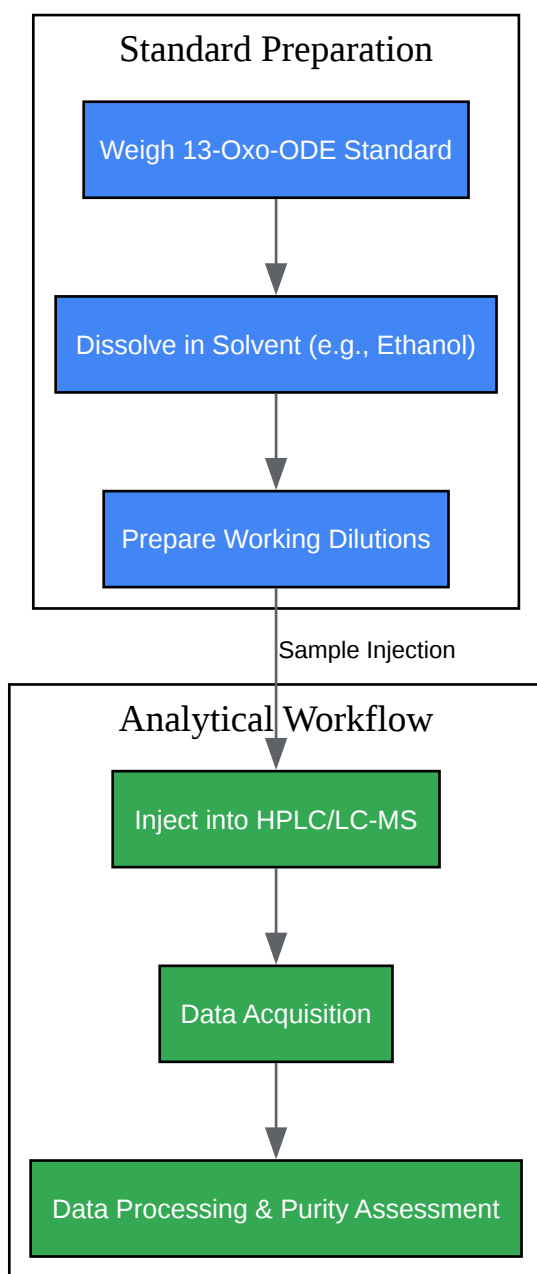 Standard Preparation
Weigh 13-Oxo-ODE Standard
Dissolve in Solvent (e.g., Ethanol)
Prepare Working Dilutions
Sample Injection
Analytical Workflow
Inject into HPLC/LC-MS
Data Acquisition
Data Processing & Purity Assessment